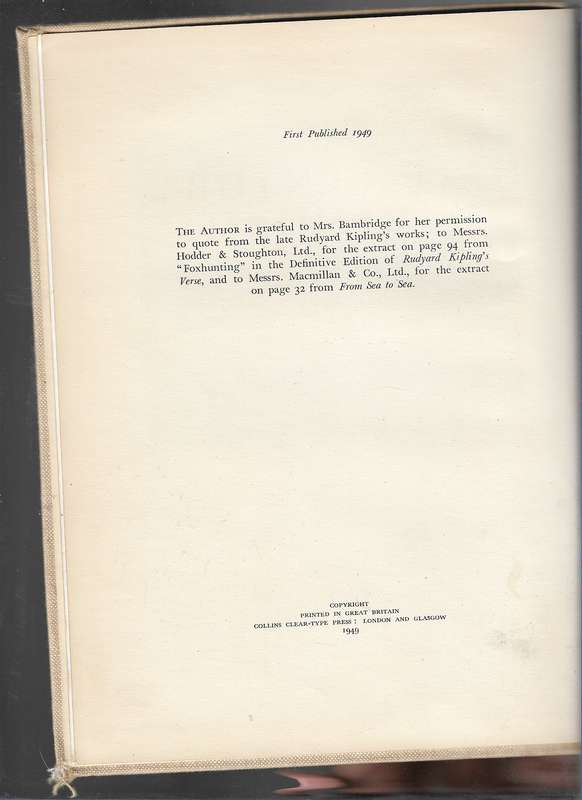 First Published 1949
THE AUTHOR is grateful to Mrs. Bambridge for her permission
to quote from the late Rudyard Kipling's works; to Messrs.
Hodder & Stoughton, Ltd., for the extract on page 94 from
"Foxhunting" in the Definitive Edition of Rudyard Kipling's
Verse, and to Messrs. Macmillan & Co., Ltd., for the extract
on page 32 from From Sea to Sea.
COPYRIGHT
PRINTED IN GREAT BRITAIN
COLLINS CLEAR-TYPE PRESS: LONDON AND GLASGOW
1949